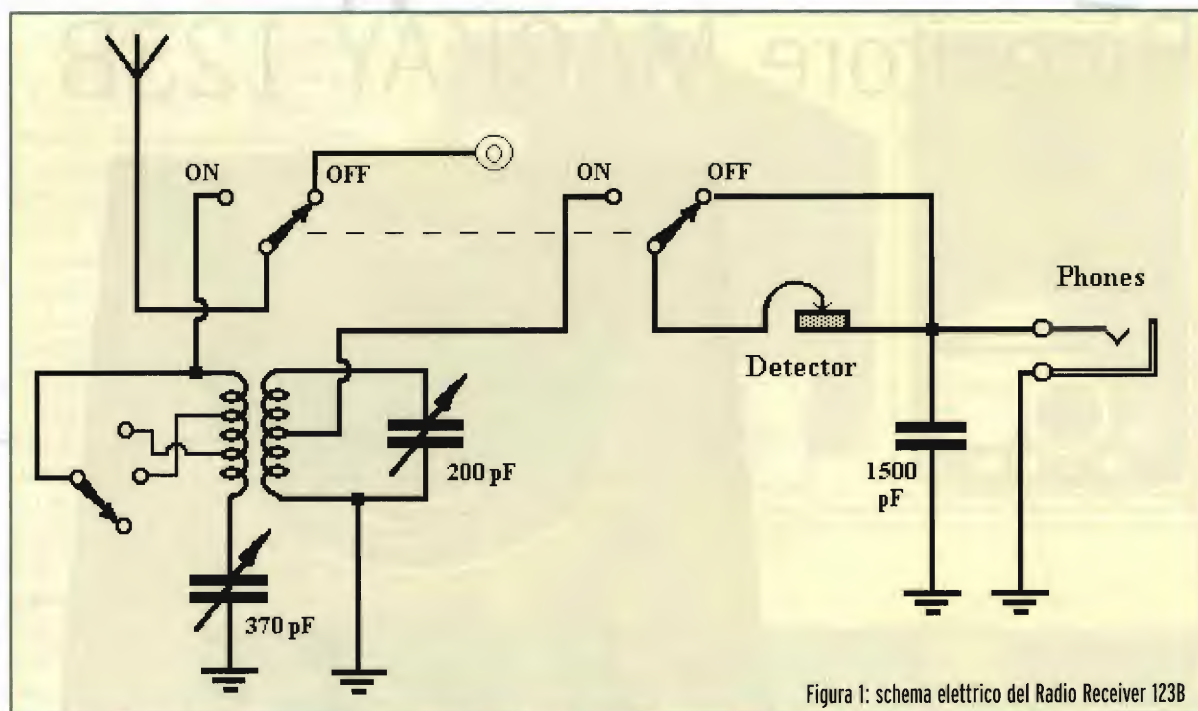 ON
OFF
ON
OFF
Phones
Detector
200 pF
1500
pF
370 pF
Figura 1: schema elettrico del Radio Receiver 123B